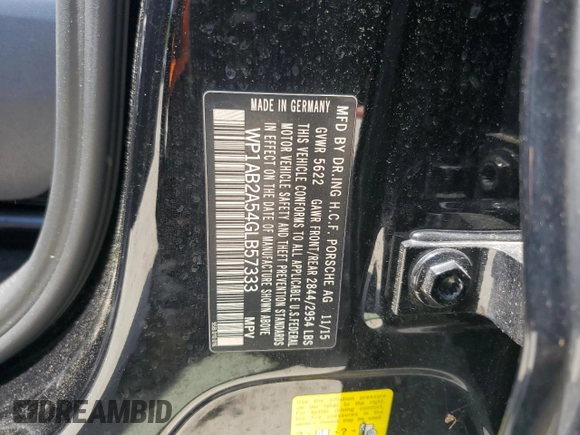 MADE IN GERMANY
MFD BY DR.ING H.C.F. PORSCHE AG 11/15
GVWR 5622 GAWR FRONT/REAR 2844/2954 LBS
THIS VEHICLE CONFORMS TO ALL APPLICABLE U.S.FEDERAL
MOTOR VEHICLE SAFETY AND THEFT PREVENTION STANDARDS
IN EFFECT ON THE DATE OF MANUFACTURE SHOWN ABOVE
WP1AB2A54GLB57333 MPV
AUTOHELPERBOT.COM